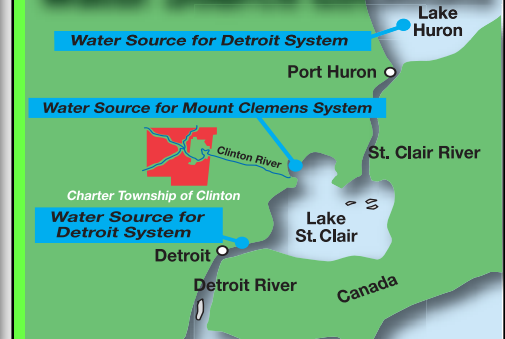 Lake
Huron
Water Source for Detroit System
Port Huron
Water Source for Mount Clemens System
Clinton River
St. Clair River
Charter Township of Clinton
Water Source for
Detroit System
Lake
St. Clair
Detroit
Detroit River
Canada